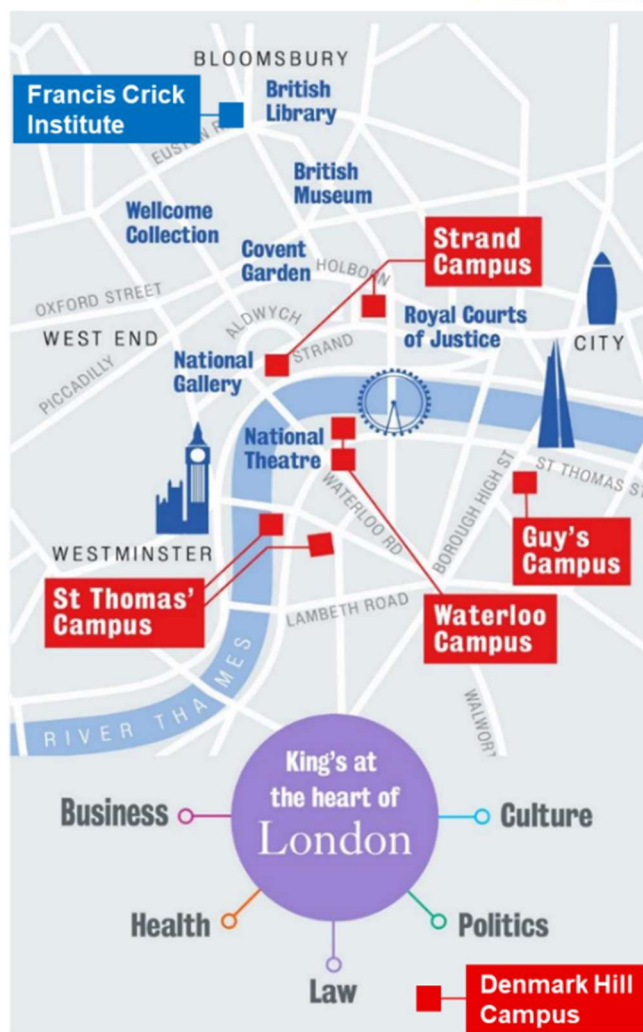 BLOOMSBURY
Francis Crick
Institute
British
Library
EUSTON R
British
Museum
Wellcome
Collection
Strand
Campus
Covent
Garden
HOLBORN
OXFORD STREET
ALDWYCH
Royal Courts
of Justice
WEST END
STRAND
CITY
National
Gallery
PICCADILLY
National
Theatre
ST THOMAS ST
BOROUGH HIGH ST
WATERLOO RD
Guy's
Campus
WESTMINSTER
St Thomas'
Campus
LAMBETH ROAD
Waterloo
Campus
RIVER THAMES
WALWOR
King's at
the heart of
London
Business
Culture
Health
Politics
Law
Denmark Hill
Campus